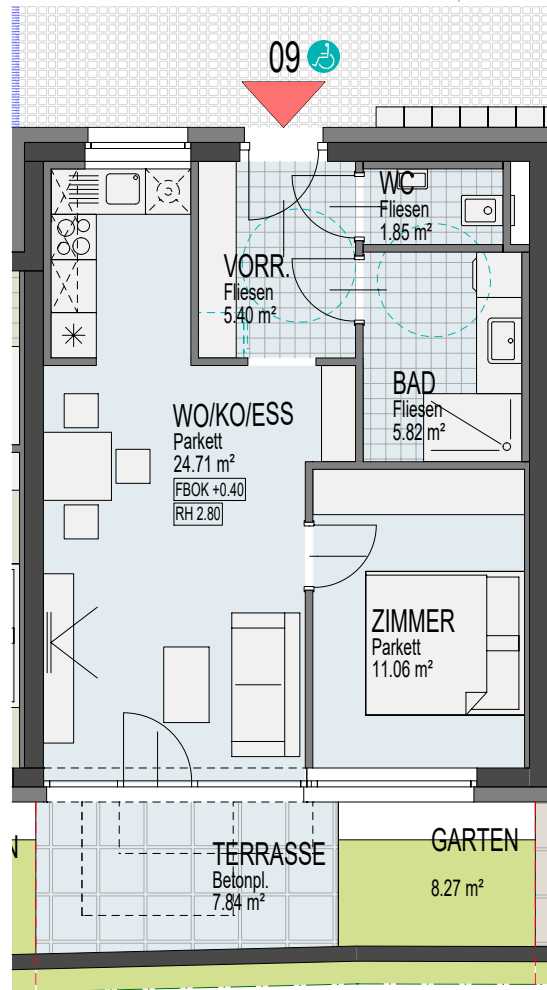 09
WC
Fliesen
1.85 m²
VORR.
Fliesen
5.40 m²
BAD
Fliesen
5.82 m²
WO/KO/ESS
Parkett
24.71 m²
FBOK +0.40
RH 2.80
ZIMMER
Parkett
11.06 m²
N
TERRASSE
Betonpl.
7.84 m²
GARTEN
8.27 m²